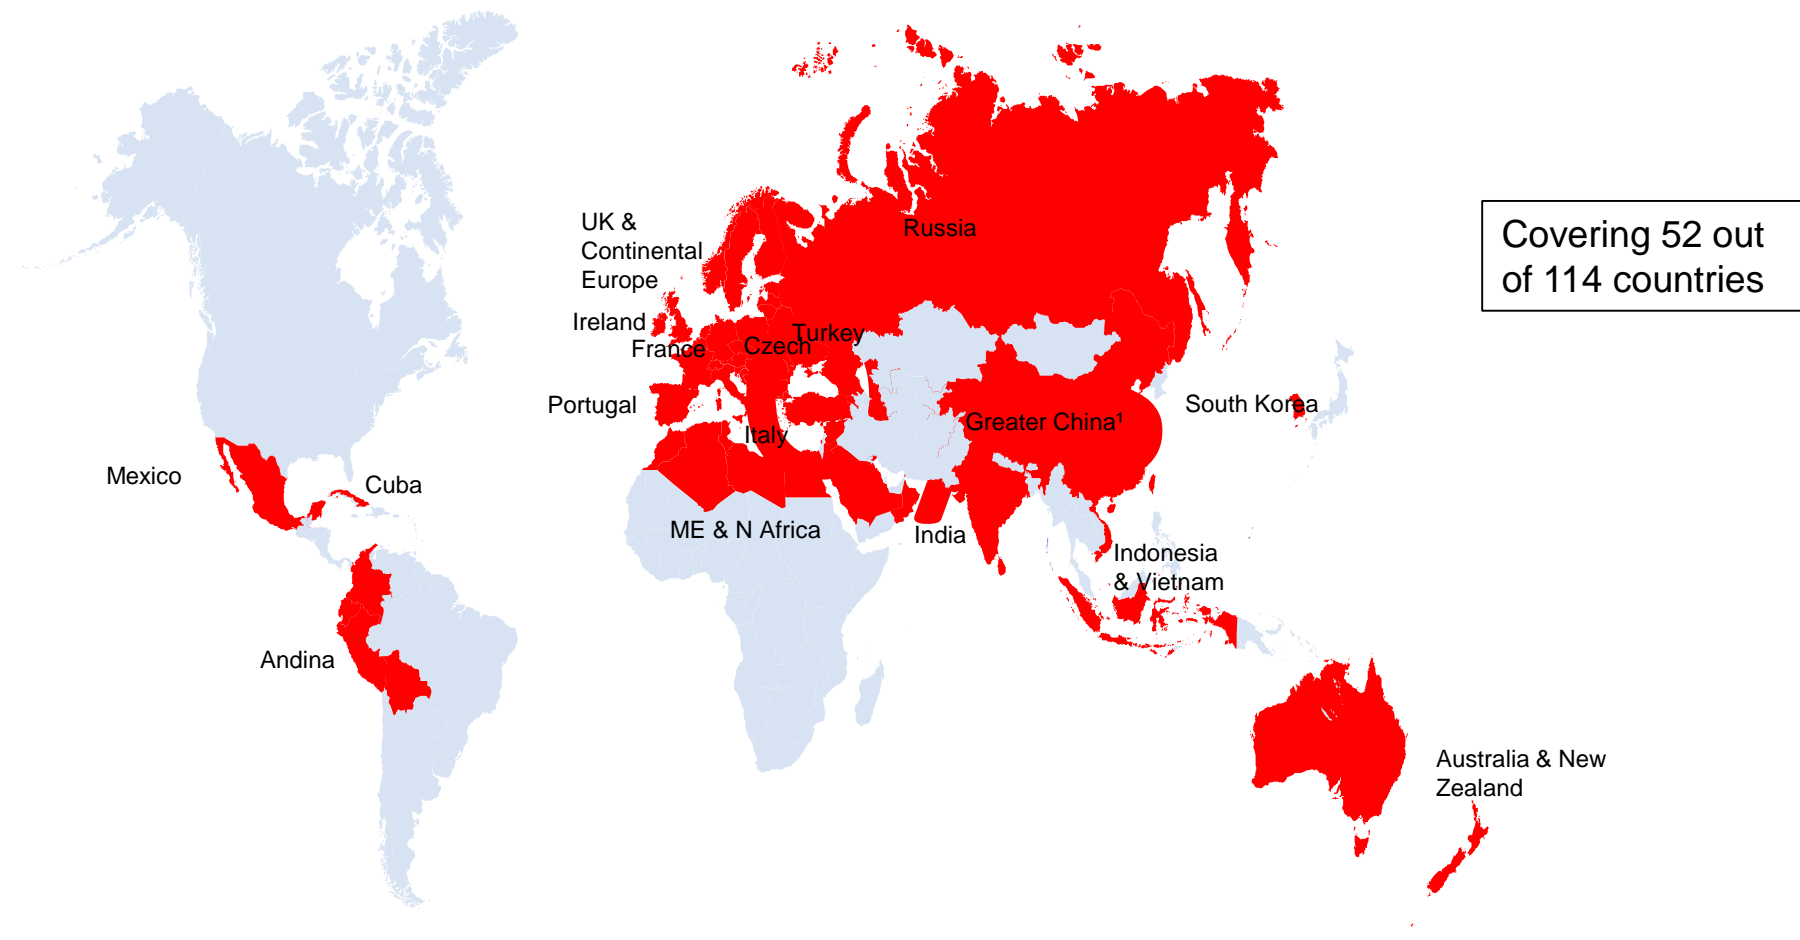 UK &
Continental
Europe
Russia
Covering 52 out
of 114 countries
Ireland
France
Czech
Turkey
Portugal
Italy
Greater China¹
South Korea
Mexico
Cuba
ME & N Africa
India
Indonesia
& Vietnam
Andina
Australia & New
Zealand